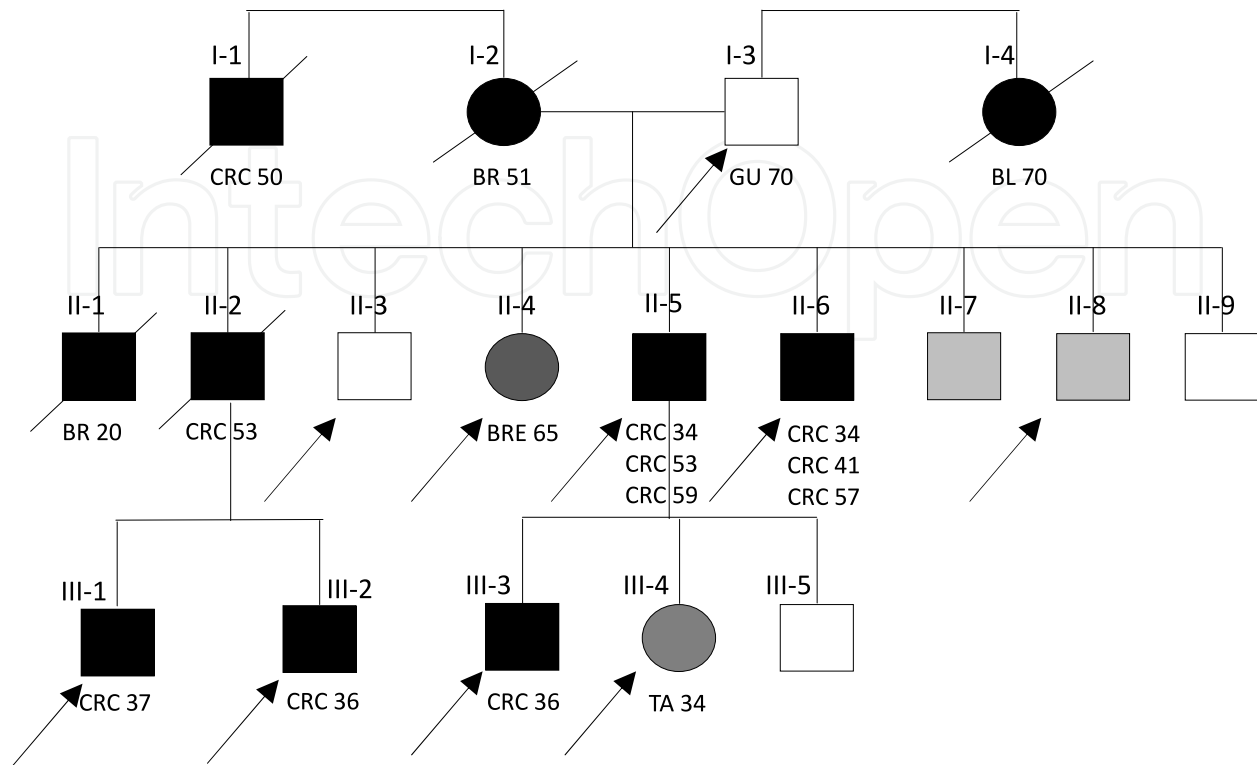 I-1
I-2
I-3
I-4
CRC 50
BR 51
GU 70
BL 70
IntechOpen
II-1
II-2
II-3
II-4
II-5
II-6
II-7
II-8
II-9
BR 20
CRC 53
BRE 65
CRC 34
CRC 53
CRC 59
CRC 34
CRC 41
CRC 57
III-1
III-2
III-3
III-4
III-5
CRC 37
CRC 36
CRC 36
TA 34